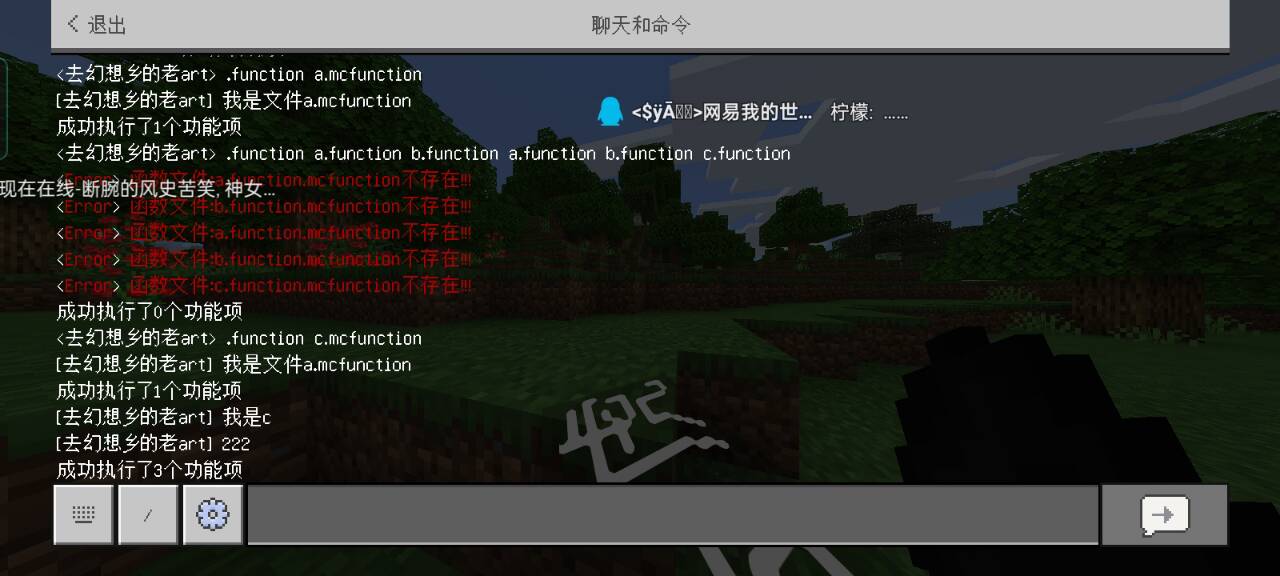 退出
聊天和命令
<去幻想乡的老art> .function a.mcfunction
[去幻想乡的老art] 我是文件a.mcfunction
网易我的世... 柠檬: ......
成功执行了1个功能项
<去幻想乡的老art> .function a.function b.function a.function b.function c.function
<Error> 函数文件:a.function.mcfunction不存在!!!
现在在线-断腕的风史苦笑,神女...
<Error> 函数文件:b.function.mcfunction不存在!!!
<Error> 函数文件:a.function.mcfunction不存在!!!
<Error> 函数文件:b.function.mcfunction不存在!!!
<Error> 函数文件:c.function.mcfunction不存在!!!
成功执行了0个功能项
<去幻想乡的老art> .function c.mcfunction
[去幻想乡的老art] 我是文件a.mcfunction
成功执行了1个功能项
[去幻想乡的老art] 我是c
[去幻想乡的老art] 222
成功执行了3个功能项
/